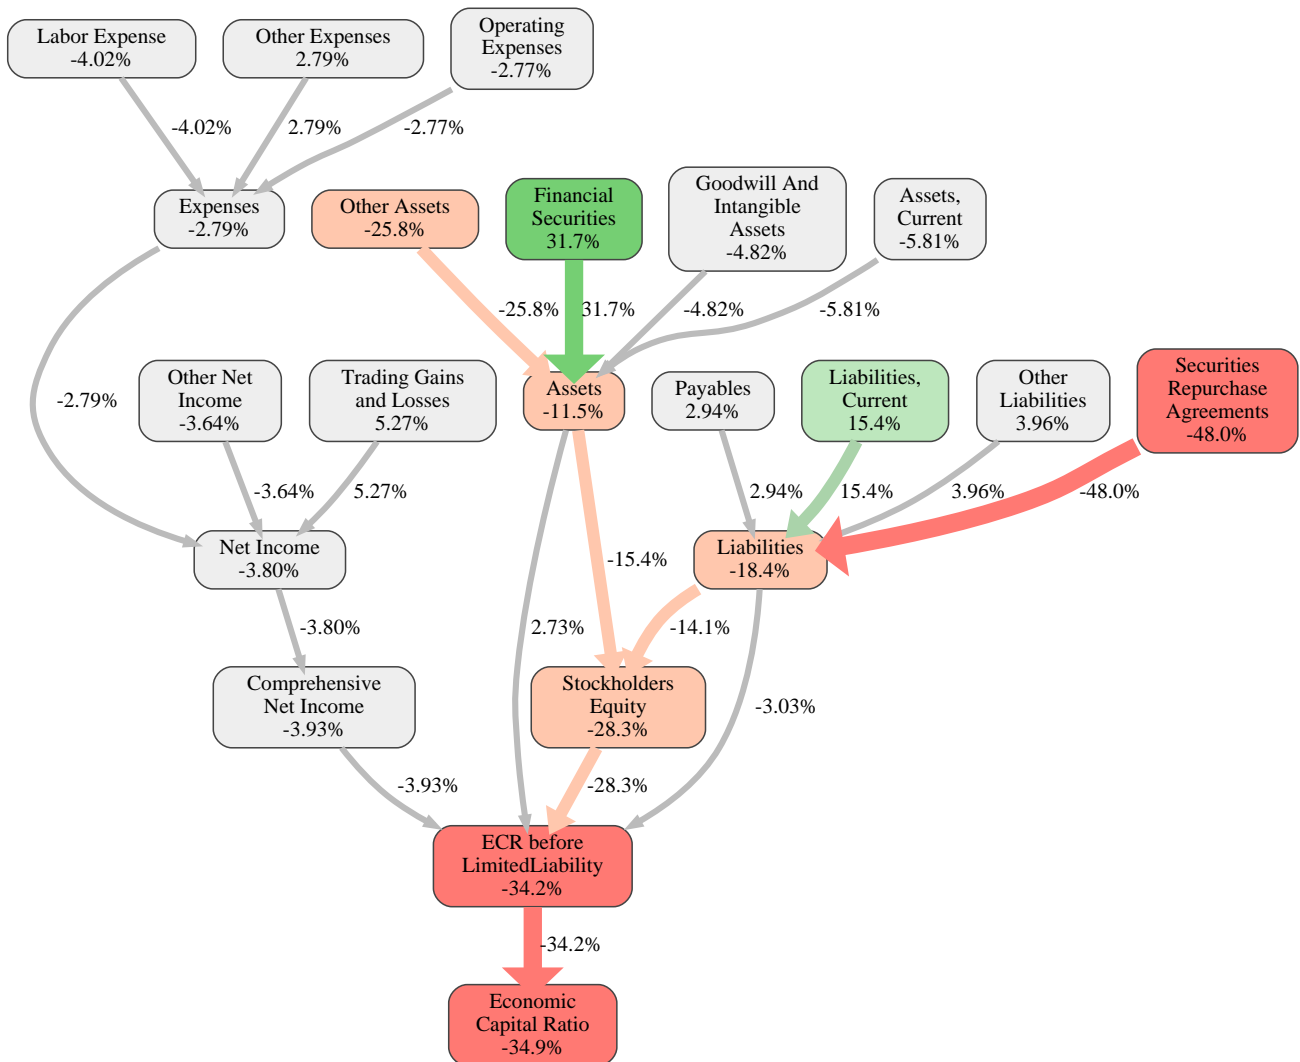 Labor Expense
-4.02%
Other Expenses
2.79%
Operating
Expenses
-2.77%
-4.02%
2.79%
-2.77%
Expenses
-2.79%
Other Assets
-25.8%
Financial
Securities
31.7%
Goodwill And
Intangible
Assets
-4.82%
Assets,
Current
-5.81%
-25.8%
31.7%
-4.82%
-5.81%
-2.79%
Other Net
Income
-3.64%
Trading Gains
and Losses
5.27%
Assets
-11.5%
Payables
2.94%
Liabilities,
Current
15.4%
Other
Liabilities
3.96%
Securities
Repurchase
Agreements
-48.0%
-3.64%
5.27%
2.94%
15.4%
3.96%
-48.0%
Net Income
-3.80%
-15.4%
Liabilities
-18.4%
-3.80%
2.73%
-14.1%
Comprehensive
Net Income
-3.93%
Stockholders
Equity
-28.3%
-3.03%
-3.93%
-28.3%
ECR before
LimitedLiability
-34.2%
-34.2%
Economic
Capital Ratio
-34.9%